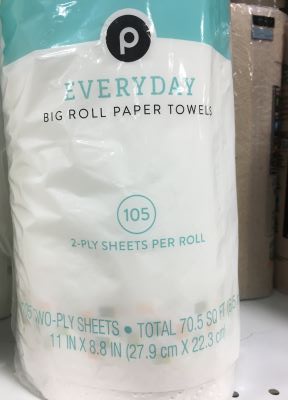 p
EVERYDAY
BIG ROLL PAPER TOWELS
105
2-PLY SHEETS PER ROLL
TWO-PLY SHEETS • TOTAL 70.5 SQ FT
11 IN X 8.8 IN (27.9 cm X 22.3 cm)